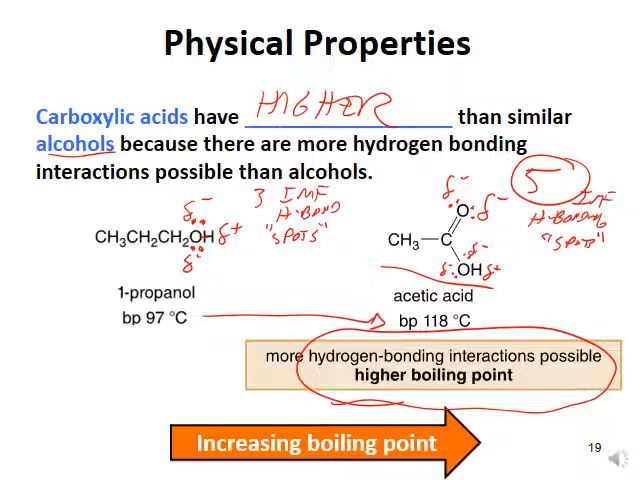 Physical Properties
Carboxylic acids have HIGHER than similar
alcohols because there are more hydrogen bonding
interactions possible than alcohols.
3 IMF
H-BOND
"SPOTS"
5 IMF
H-BONDING
"SPOTS"
δ-
CH3CH2CH2OH δ+
δ-
δ-
O δ-
CH3 C
δ-
δ- OH δ+
1-propanol
bp 97 °C
acetic acid
bp 118 °C
more hydrogen-bonding interactions possible
higher boiling point
Increasing boiling point
19